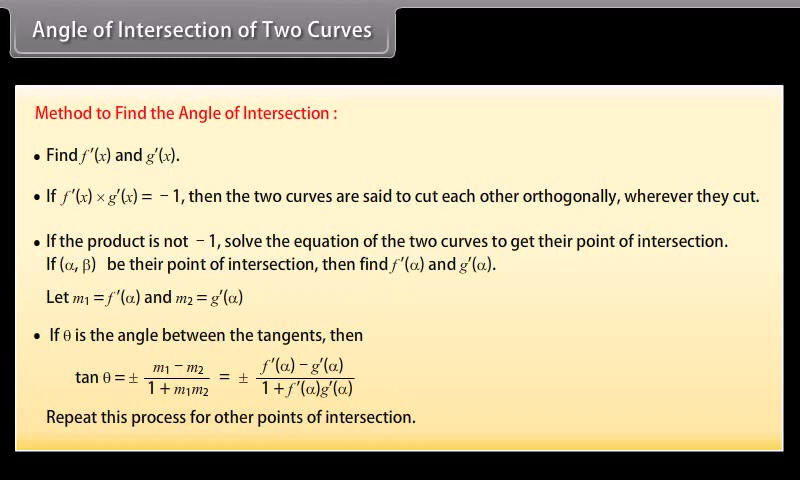 Angle of Intersection of Two Curves
Method to Find the Angle of Intersection :
• Find f′(x) and g′(x).
• If f′(x) × g′(x) = − 1, then the two curves are said to cut each other orthogonally, wherever they cut.
• If the product is not − 1, solve the equation of the two curves to get their point of intersection.
If (α, β) be their point of intersection, then find f′(α) and g′(α).
Let m₁ = f′(α) and m₂ = g′(α)
• If θ is the angle between the tangents, then
tan θ = ± (m₁ − m₂)/(1 + m₁m₂) = ± (f′(α) − g′(α))/(1 + f′(α)g′(α))
Repeat this process for other points of intersection.